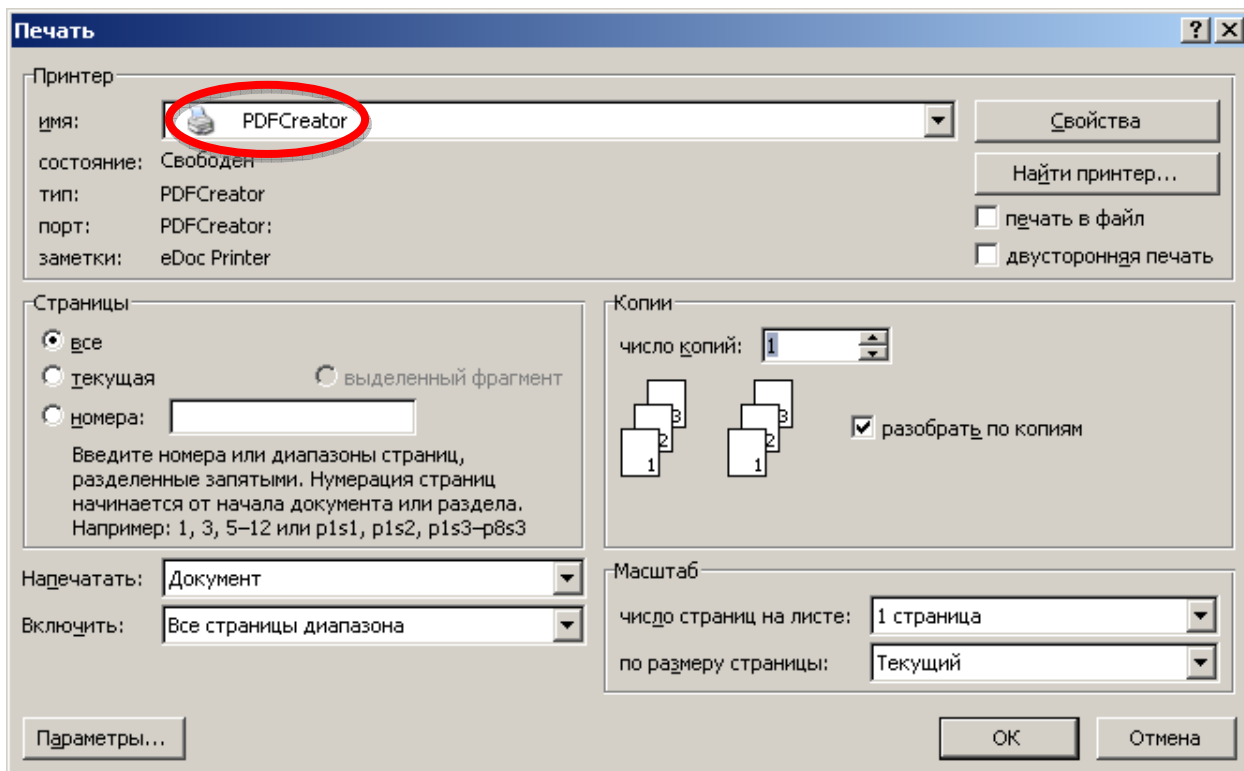 Печать
Принтер
имя: PDFCreator
Свойства
состояние: Свободен
Найти принтер...
тип: PDFCreator
порт: PDFCreator:
печать в файл
заметки: eDoc Printer
двусторонняя печать
Страницы
все
текущая
выделенный фрагмент
номера:
Введите номера или диапазоны страниц,
разделенные запятыми. Нумерация страниц
начинается от начала документа или раздела.
Например: 1, 3, 5–12 или p1s1, p1s2, p1s3–p8s3
Копии
число копий: 1
3 3
2 2
1 1
разобрать по копиям
Напечатать: Документ
Включить: Все страницы диапазона
Масштаб
число страниц на листе: 1 страница
по размеру страницы: Текущий
Параметры...
ОК
Отмена